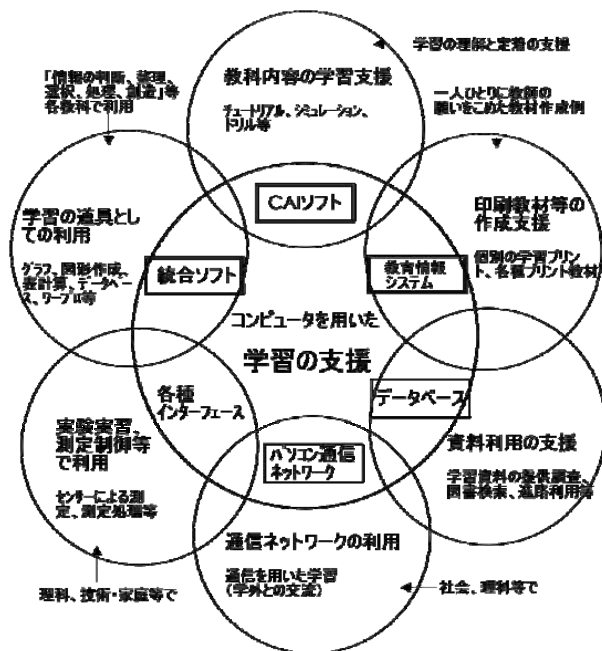 学習の理解と定着の支援
教科内容の学習支援
チュートリアル、シミュレーション、
ドリル等
「情報の判断、整理、
選択、処理、創造」等
各教科で利用
一人ひとりに教師の
願いをこめた教材作成例
CAIソフト
学習の道具とし
ての利用
グラフ、図形作成、
表計算、データベー
ス、ワープロ等
統合ソフト
印刷教材等の
作成支援
個別の学習プリン
ト、各種プリント教材
教育情報
システム
コンピュータを用いた
学習の支援
各種
インターフェース
データベース
実験実習、
測定制御等
で利用
センサーによる測
定、測定処理等
パソコン通信
ネットワーク
資料利用の支援
学習資料の提供調査、
図書検索、進路利用等
通信ネットワークの利用
通信を用いた学習
(学外との交流)
理科、技術・家庭等で
社会、理科等で